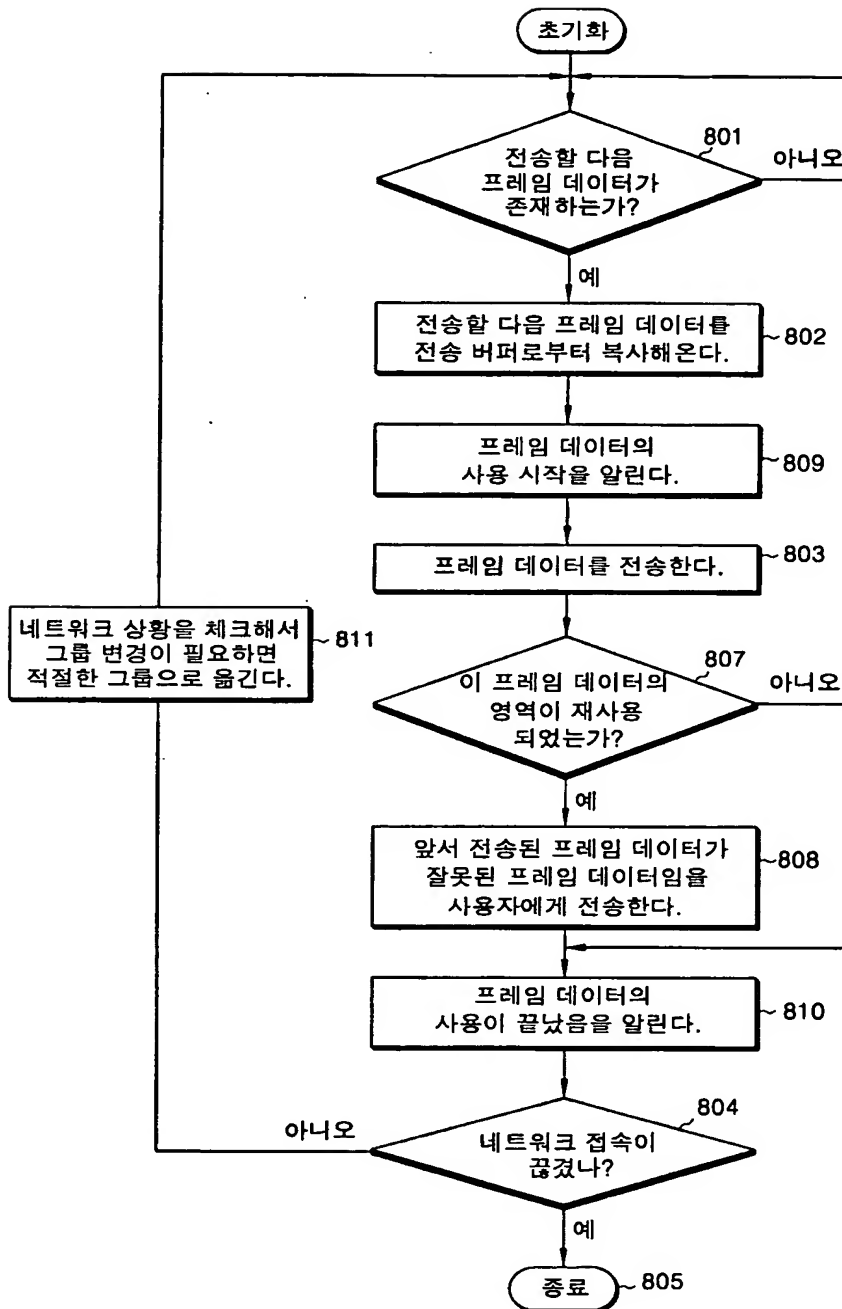 초기화
801
전송할 다음
프레임 데이터가
존재하는가?
아니오
예
전송할 다음 프레임 데이터를
전송 버퍼로부터 복사해온다.
802
프레임 데이터의
사용 시작을 알린다.
809
프레임 데이터를 전송한다.
803
네트워크 상황을 체크해서
그룹 변경이 필요하면
적절한 그룹으로 옮긴다.
811
807
이 프레임 데이터의
영역이 재사용
되었는가?
아니오
예
앞서 전송된 프레임 데이터가
잘못된 프레임 데이터임을
사용자에게 전송한다.
808
프레임 데이터의
사용이 끝났음을 알린다.
810
804
아니오
네트워크 접속이
끊겼나?
예
종료
805